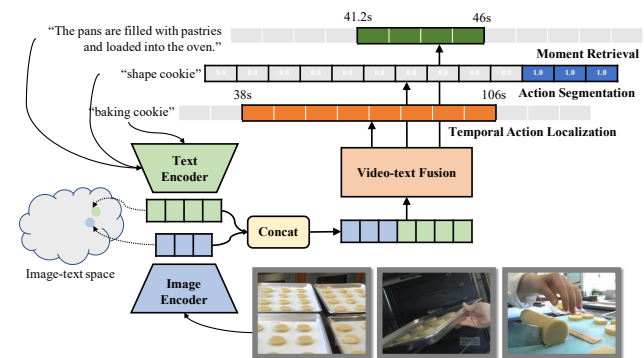 41.2s 46s
“The pans are filled with pastries
and loaded into the oven.”
Moment Retrieval
“shape cookie”
1.0 1.0 1.0
Action Segmentation
38s 106s
“baking cookie”
Temporal Action Localization
Text
Encoder
Video-text Fusion
Concat
Image-text space
Image
Encoder